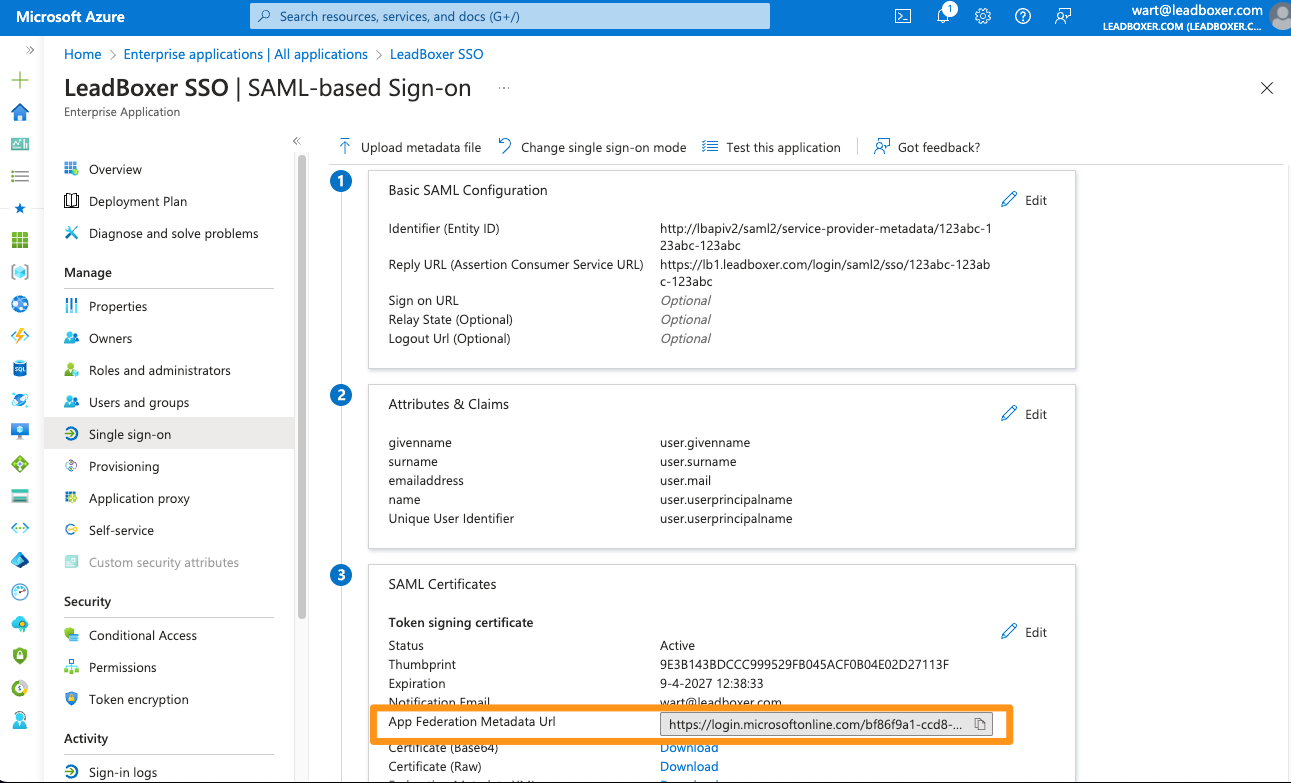 Microsoft Azure
Search resources, services, and docs (G+/)
1
wart@leadboxer.com
LEADBOXER.COM (LEADBOXER.C...
Home > Enterprise applications | All applications > LeadBoxer SSO
LeadBoxer SSO | SAML-based Sign-on ...
Enterprise Application
Overview
Deployment Plan
Diagnose and solve problems
Manage
Properties
Owners
Roles and administrators
Users and groups
Single sign-on
Provisioning
Application proxy
Self-service
Custom security attributes
Security
Conditional Access
Permissions
Token encryption
Activity
Sign-in logs
Upload metadata file
Change single sign-on mode
Test this application
Got feedback?
1
Basic SAML Configuration
Edit
Identifier (Entity ID) http://lbapiv2/saml2/service-provider-metadata/123abc-1
23abc-123abc
Reply URL (Assertion Consumer Service URL) https://lb1.leadboxer.com/login/saml2/sso/123abc-123ab
c-123abc
Sign on URL Optional
Relay State (Optional) Optional
Logout Url (Optional) Optional
2
Attributes & Claims
Edit
givenname user.givenname
surname user.surname
emailaddress user.mail
name user.userprincipalname
Unique User Identifier user.userprincipalname
3
SAML Certificates
Token signing certificate
Edit
Status Active
Thumbprint 9E3B143BDCCC999529FB045ACF0B04E02D27113F
Expiration 9-4-2027 12:38:33
Notification Email wart@leadboxer.com
App Federation Metadata Url https://login.microsoftonline.com/bf86f9a1-ccd8-...
Certificate (Base64) Download
Certificate (Raw) Download